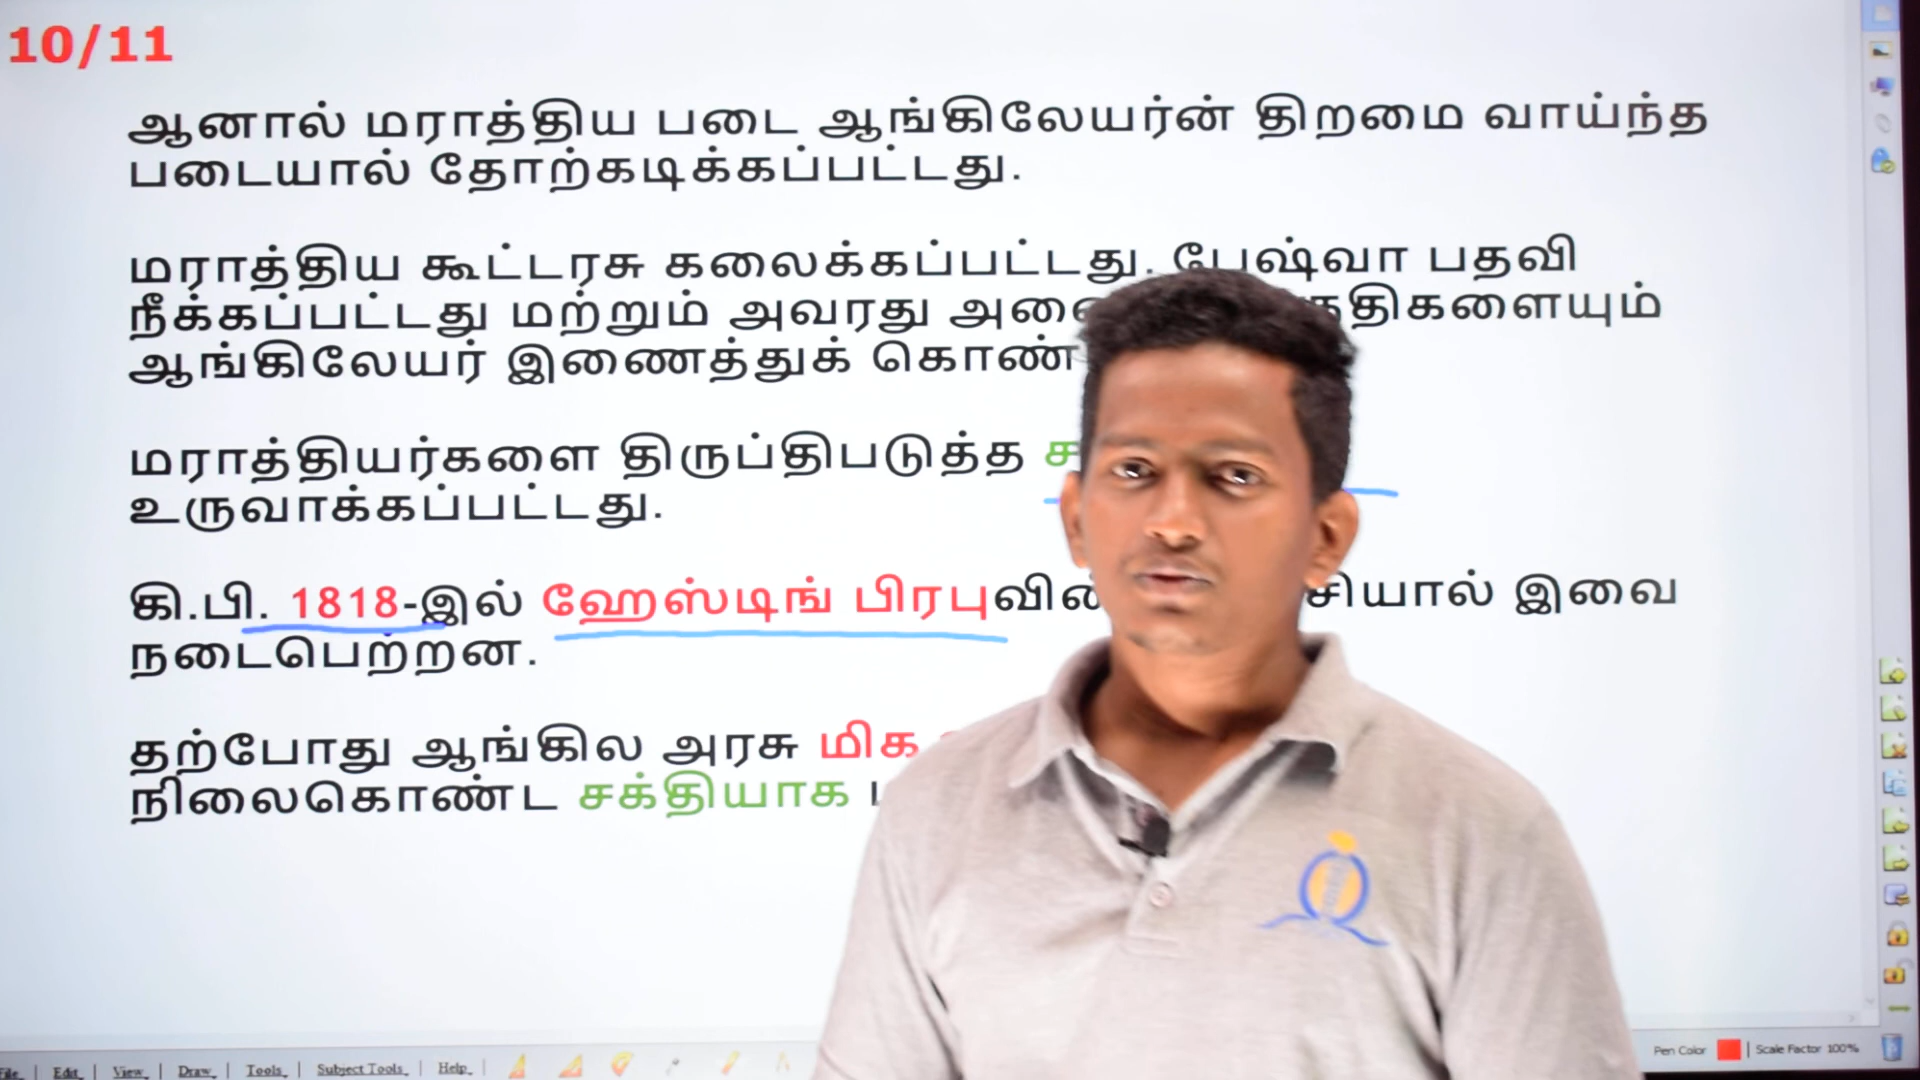 10/11
ஆனால் மராத்திய படை ஆங்கிலேயர்ன் திறமை வாய்ந்த
படையால் தோற்கடிக்கப்பட்டது.
மராத்திய கூட்டரசு கலைக்கப்பட்டது. பேஷ்வா பதவி
நீக்கப்பட்டது மற்றும் அவரது
ஆங்கிலேயர் இணைத்துக்
மராத்தியர்களை திருப்திபடுத்த
உருவாக்கப்பட்டது.
கி.பி. 1818-இல் ஹேஸ்டிங் பிரபுவின் இவை
நடைபெற்றன.
தற்போது ஆங்கில அரசு மிக
நிலைகொண்ட சக்தியாக
File Edit View Draw Tools Subject Tools Help Pen Color Scale Factor 100%